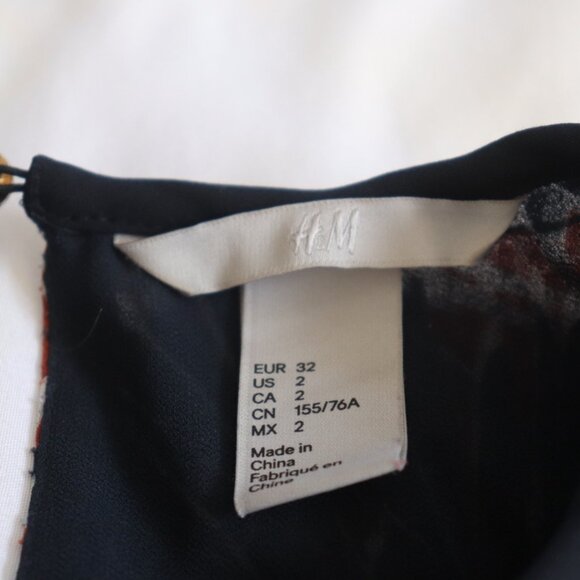 H&M
EUR 32
US 2
CA 2
CN 155/76A
MX 2
Made in
China
Fabriqué en
Chine